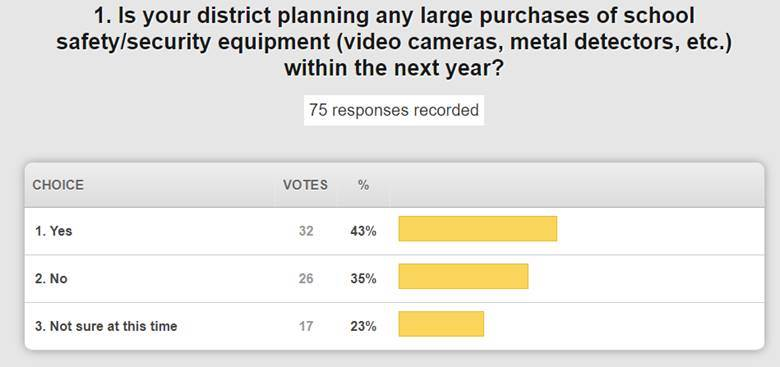 1. Is your district planning any large purchases of school
safety/security equipment (video cameras, metal detectors, etc.)
within the next year?
75 responses recorded
CHOICE VOTES %
1. Yes 32 43%
2. No 26 35%
3. Not sure at this time 17 23%